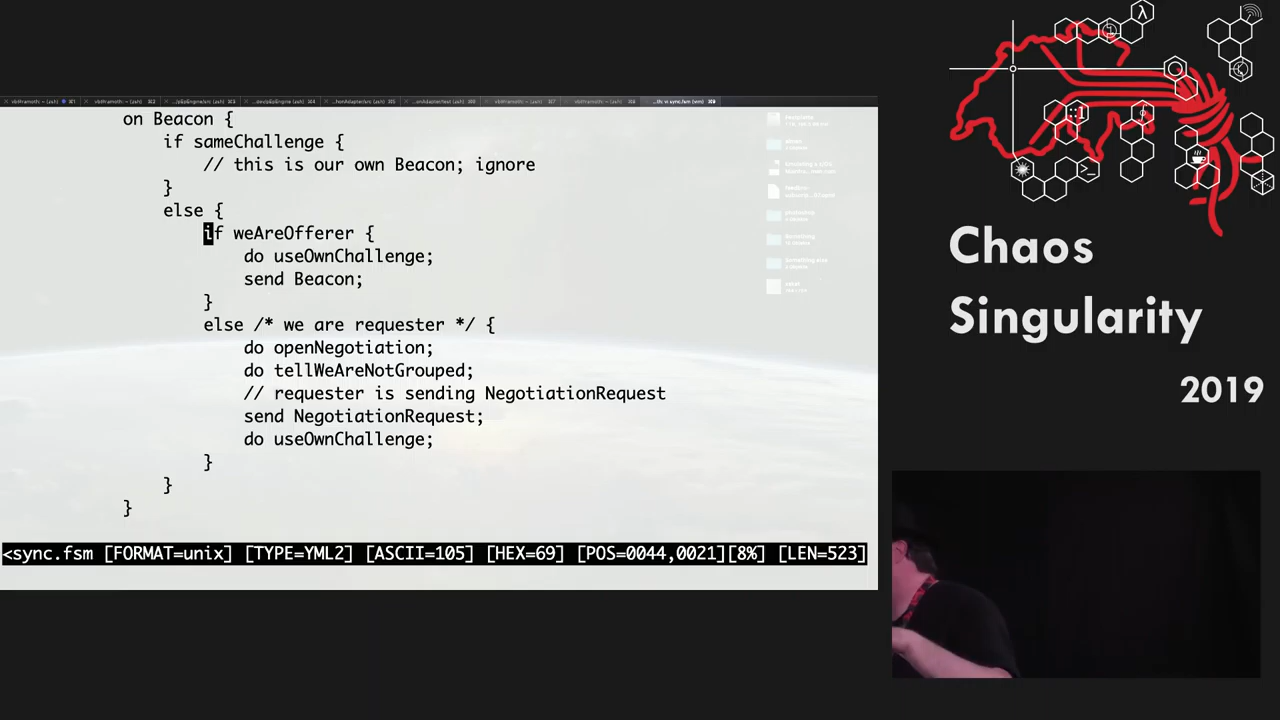 on Beacon {
if sameChallenge {
// this is our own Beacon; ignore
}
else {
if weAreOfferer {
do useOwnChallenge;
send Beacon;
}
else /* we are requester */ {
do openNegotiation;
do tellWeAreNotGrouped;
// requester is sending NegotiationRequest
send NegotiationRequest;
do useOwnChallenge;
}
}
}
<sync.fsm [FORMAT=unix] [TYPE=YML2] [ASCII=105] [HEX=69] [POS=0044,0021][8%] [LEN=523]
Chaos
Singularity
2019